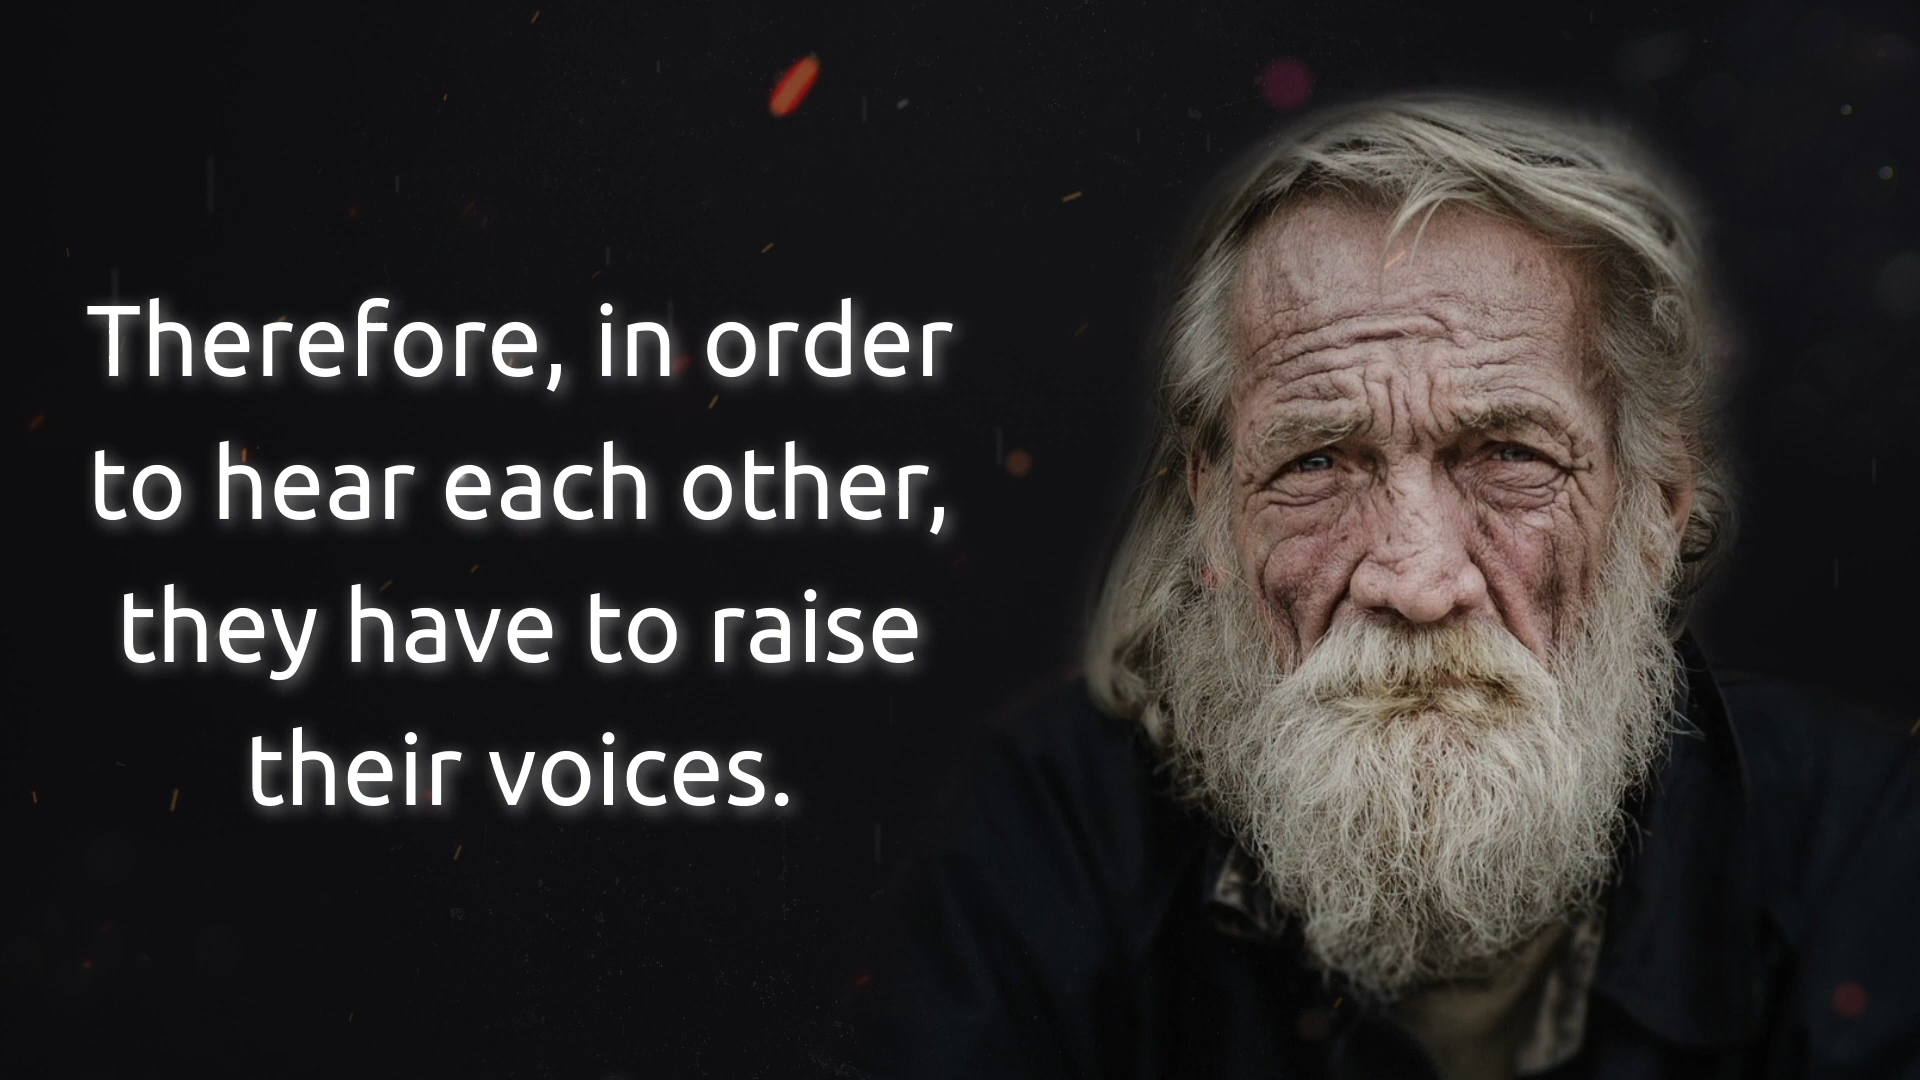 Therefore, in order
to hear each other,
they have to raise
their voices.